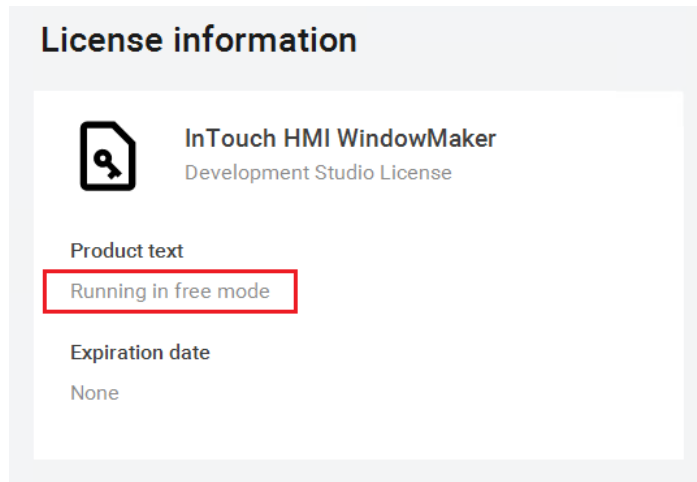 License information
InTouch HMI WindowMaker
Development Studio License
Product text
Running in free mode
Expiration date
None